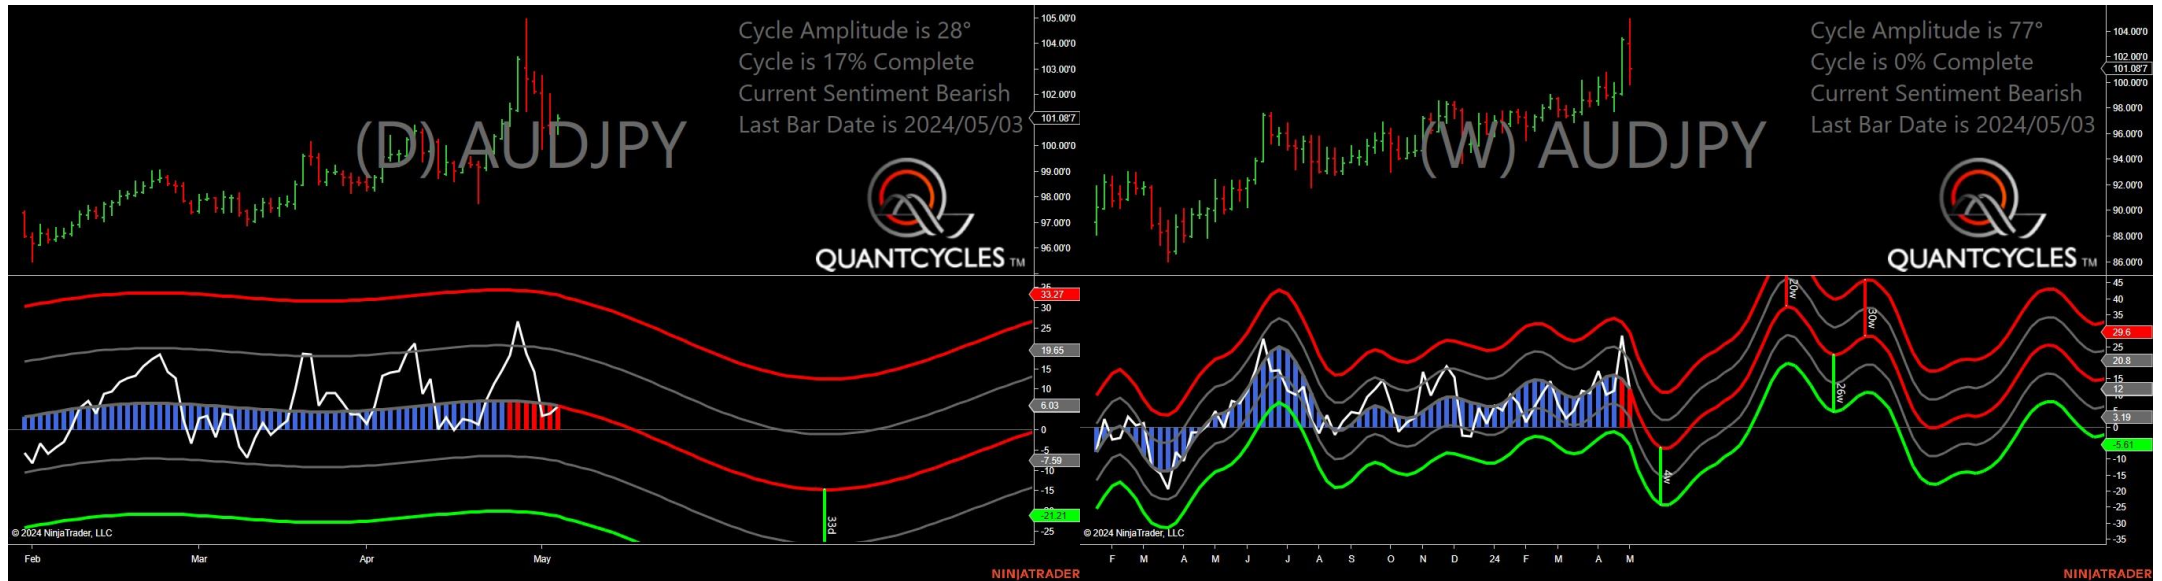 Cycle Amplitude is 28°
Cycle is 17% Complete
Current Sentiment Bearish
Last Bar Date is 2024/05/03
(D) AUDJPY
QUANTCYCLES TM
105.00'0
104.00'0
103.00'0
102.00'0
101.08'7
100.00'0
99.00'0
98.00'0
97.00'0
96.00'0
33.27
30
25
19.65
15
10
6.03
0
-5
-7.59
-10
-15
-21.21
-25
33d
© 2024 NinjaTrader, LLC
Feb Mar Apr May
NINJATRADER
Cycle Amplitude is 77°
Cycle is 0% Complete
Current Sentiment Bearish
Last Bar Date is 2024/05/03
(W) AUDJPY
QUANTCYCLES TM
104.00'0
102.00'0
101.08'7
100.00'0
98.00'0
96.00'0
94.00'0
92.00'0
90.00'0
88.00'0
86.00'0
45
40
35
29.6
25
20.8
15
12
3.19
0
-5.61
-10
-15
-20
-25
-30
-35
20w
30w
26w
4w
© 2024 NinjaTrader, LLC
F M A M J J A S O N D 24 F M A M
NINJATRADER